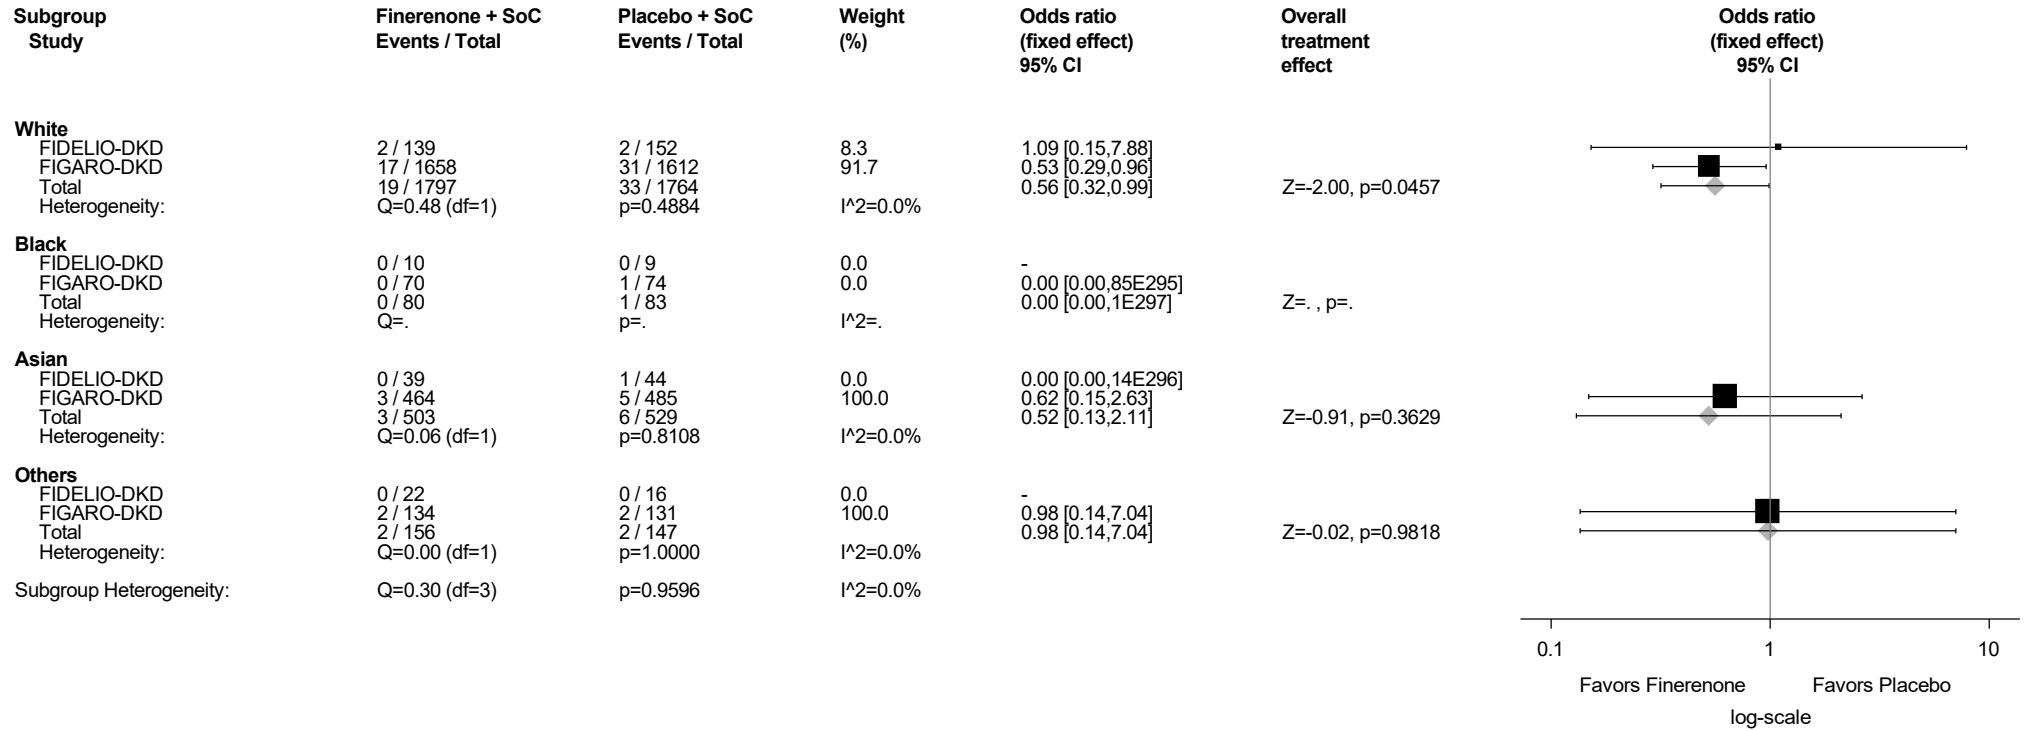 Subgroup Finerenone + SoC Placebo + SoC Weight Odds ratio Overall Odds ratio
Study Events / Total Events / Total (%) (fixed effect) treatment (fixed effect)
95% CI effect 95% CI
White
FIDELIO-DKD 2 / 139 2 / 152 8.3 1.09 [0.15,7.88]
FIGARO-DKD 17 / 1658 31 / 1612 91.7 0.53 [0.29,0.96]
Total 19 / 1797 33 / 1764 0.56 [0.32,0.99] Z=-2.00, p=0.0457
Heterogeneity: Q=0.48 (df=1) p=0.4884 I^2=0.0%
Black
FIDELIO-DKD 0 / 10 0 / 9 0.0 -
FIGARO-DKD 0 / 70 1 / 74 0.0 0.00 [0.00,85E295]
Total 0 / 80 1 / 83 0.00 [0.00,1E297] Z=. , p=.
Heterogeneity: Q=. p=. I^2=.
Asian
FIDELIO-DKD 0 / 39 1 / 44 0.0 0.00 [0.00,14E296]
FIGARO-DKD 3 / 464 5 / 485 100.0 0.62 [0.15,2.63]
Total 3 / 503 6 / 529 0.52 [0.13,2.11] Z=-0.91, p=0.3629
Heterogeneity: Q=0.06 (df=1) p=0.8108 I^2=0.0%
Others
FIDELIO-DKD 0 / 22 0 / 16 0.0 -
FIGARO-DKD 2 / 134 2 / 131 100.0 0.98 [0.14,7.04]
Total 2 / 156 2 / 147 0.98 [0.14,7.04] Z=-0.02, p=0.9818
Heterogeneity: Q=0.00 (df=1) p=1.0000 I^2=0.0%
Subgroup Heterogeneity: Q=0.30 (df=3) p=0.9596 I^2=0.0%
0.1 1 10
Favors Finerenone Favors Placebo
log-scale